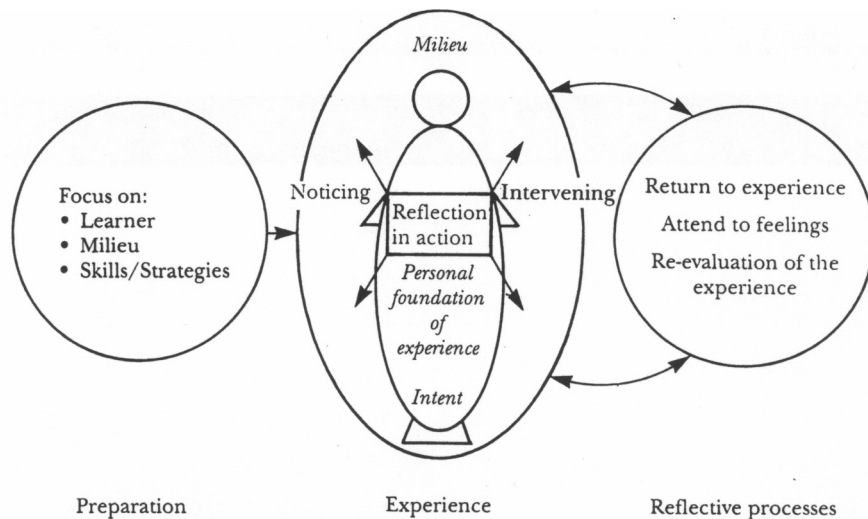 Milieu
Focus on:
• Learner
• Milieu
• Skills/Strategies
Noticing
Intervening
Reflection
in action
Personal
foundation
of
experience
Intent
Return to experience
Attend to feelings
Re-evaluation of the
experience
Preparation
Experience
Reflective processes